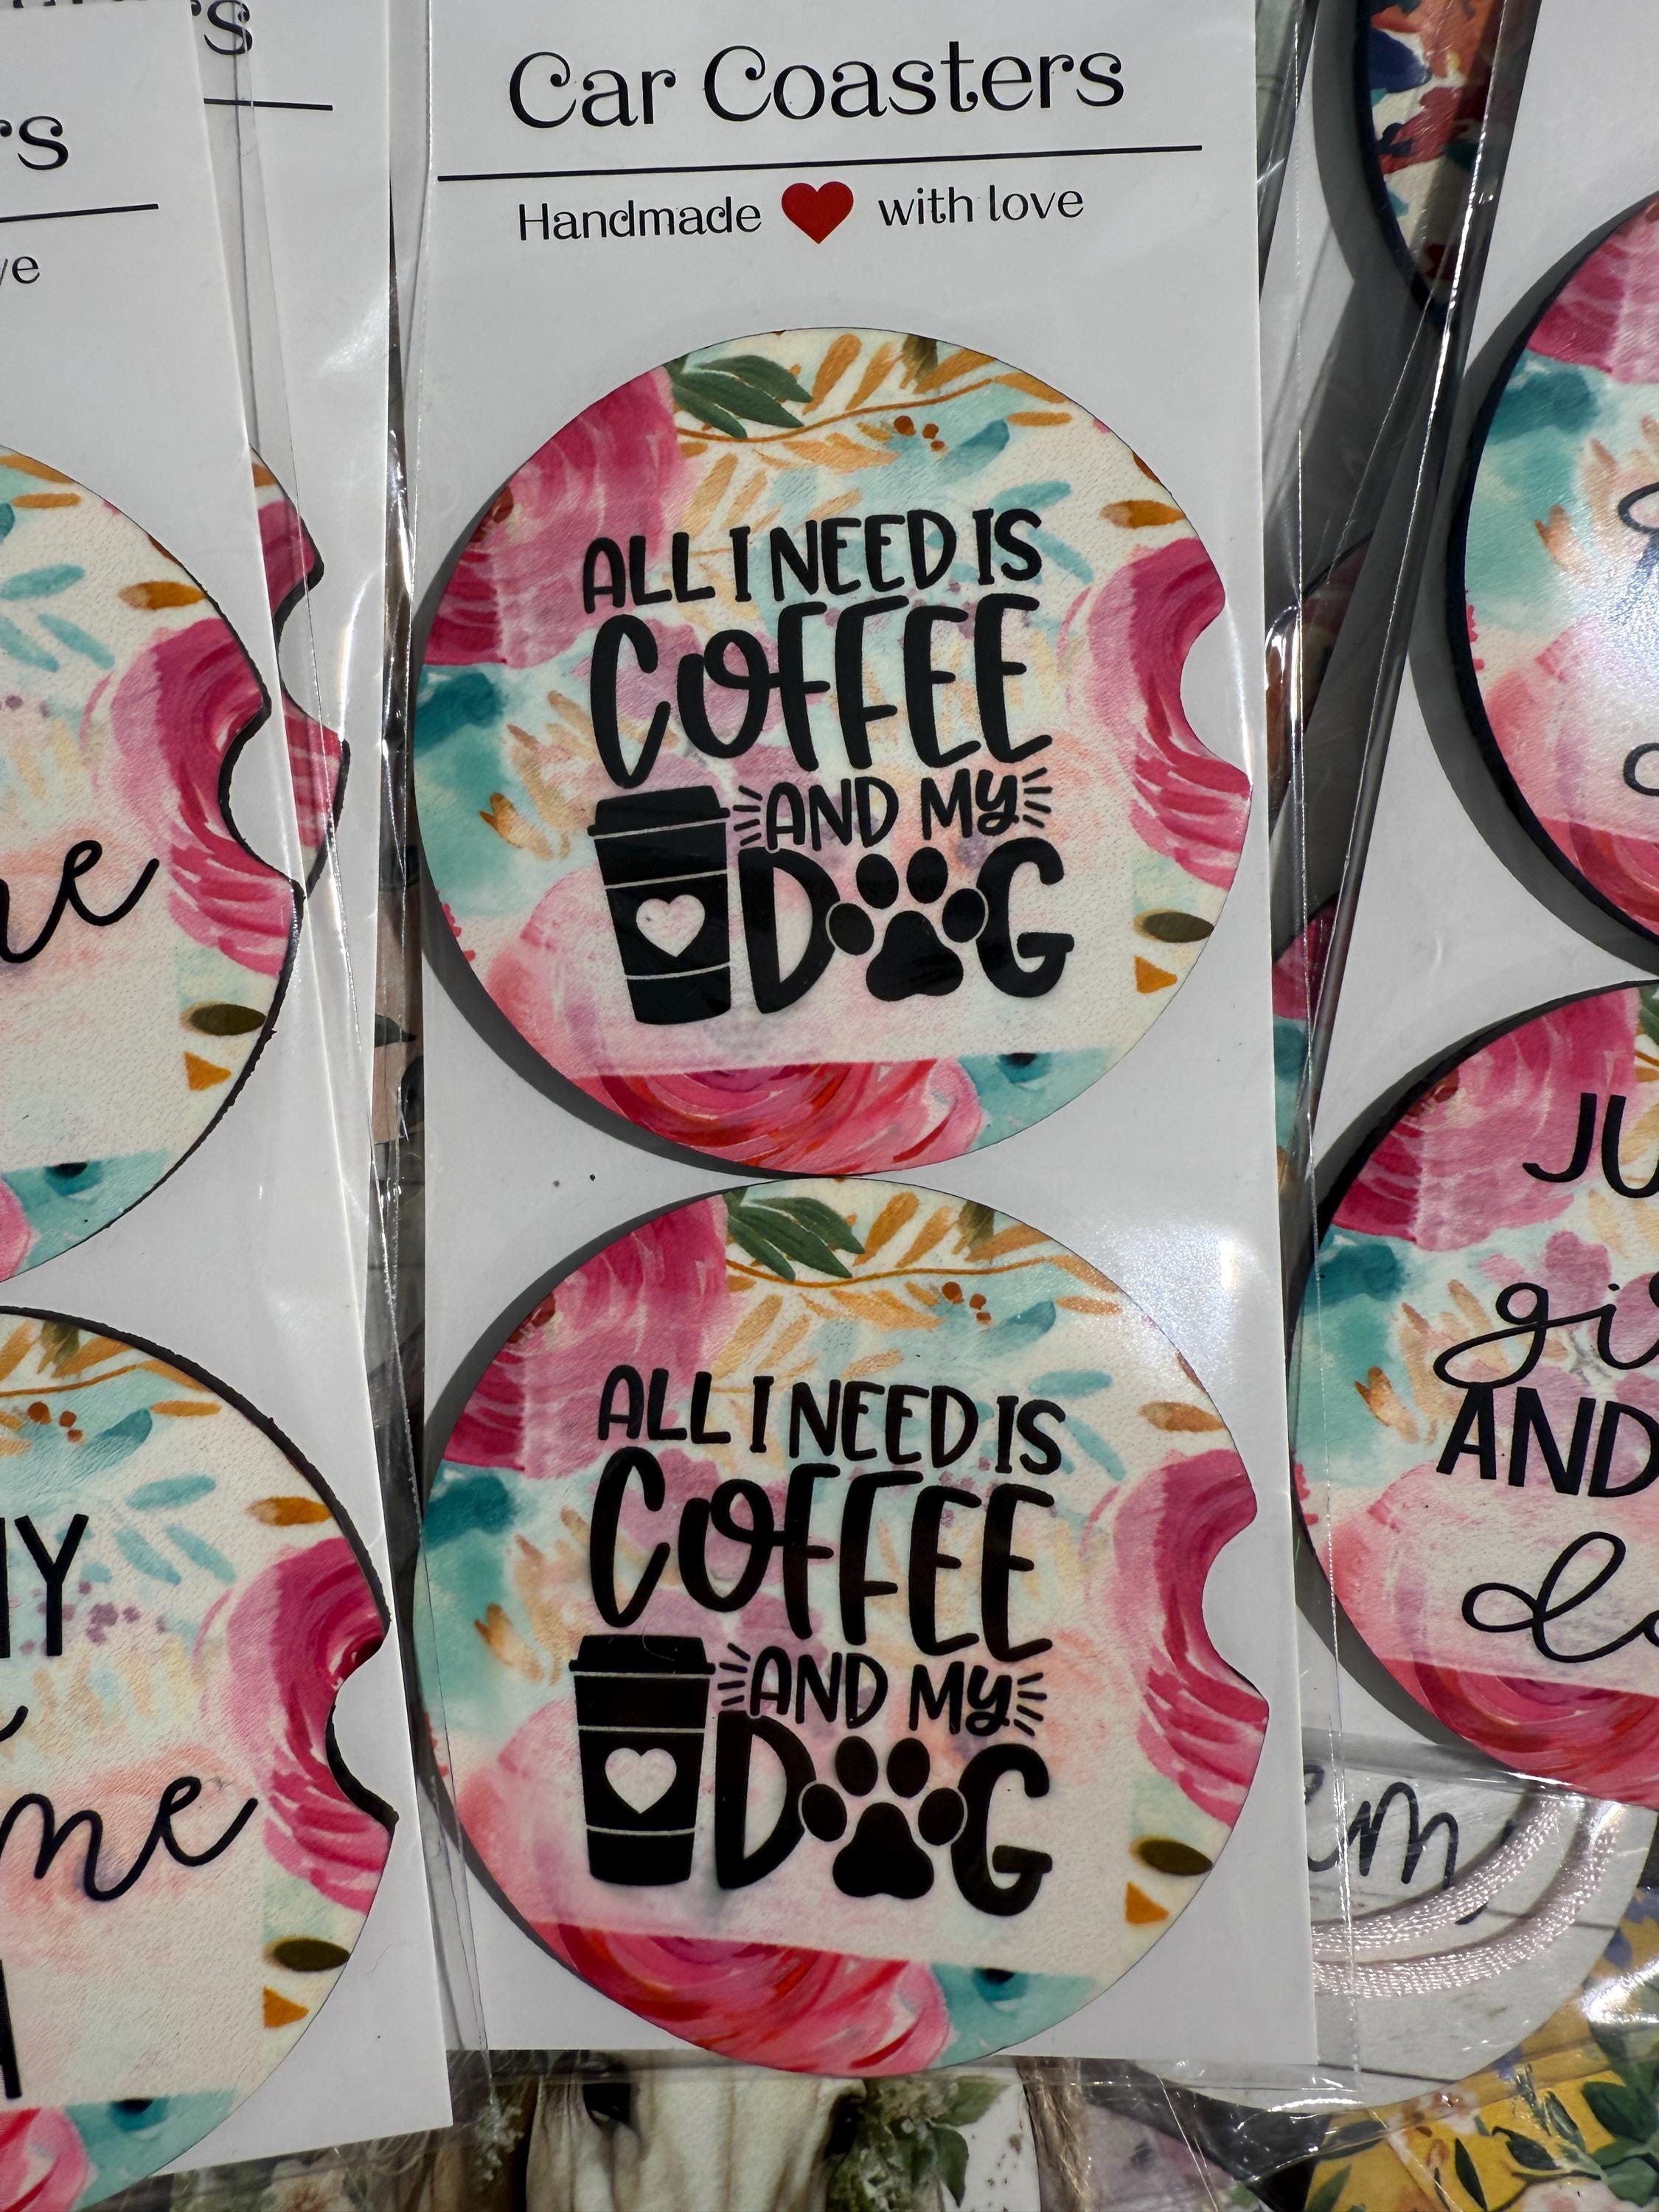 Car Coasters
Handmade with love
ALL I NEED IS
COFFEE
AND MY
DOG
ALL I NEED IS
COFFEE
AND MY
DOG
AND